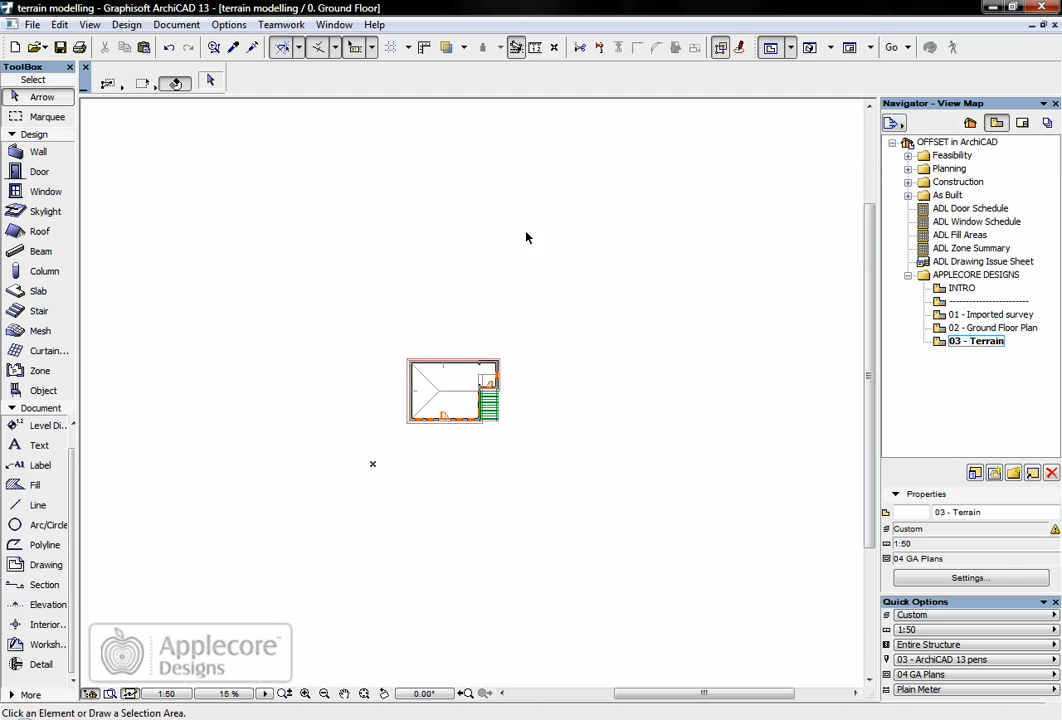 terrain modelling - Graphisoft ArchiCAD 13 - [terrain modelling / 0. Ground Floor]
File Edit View Design Document Options Teamwork Window Help
Go
ToolBox
Select
Arrow
Marquee
Design
Wall
Door
Window
Skylight
Roof
Beam
Column
Slab
Stair
Mesh
Curtain...
Zone
Object
Document
Level Di...
Text
Label
Fill
Line
Arc/Circle
Polyline
Drawing
Section
Elevation
Interior...
Worksh...
Detail
More
Applecore
Designs
1:50
15 %
0.00°
Click an Element or Draw a Selection Area.
Navigator - View Map
OFFSET in ArchiCAD
Feasibility
Planning
Construction
As Built
ADL Door Schedule
ADL Window Schedule
ADL Fill Areas
ADL Zone Summary
ADL Drawing Issue Sheet
APPLECORE DESIGNS
INTRO
------------------------
01 - Imported survey
02 - Ground Floor Plan
03 - Terrain
Properties
03 - Terrain
Custom
1:50
04 GA Plans
Settings...
Quick Options
Custom
1:50
Entire Structure
03 - ArchiCAD 13 pens
04 GA Plans
Plain Meter